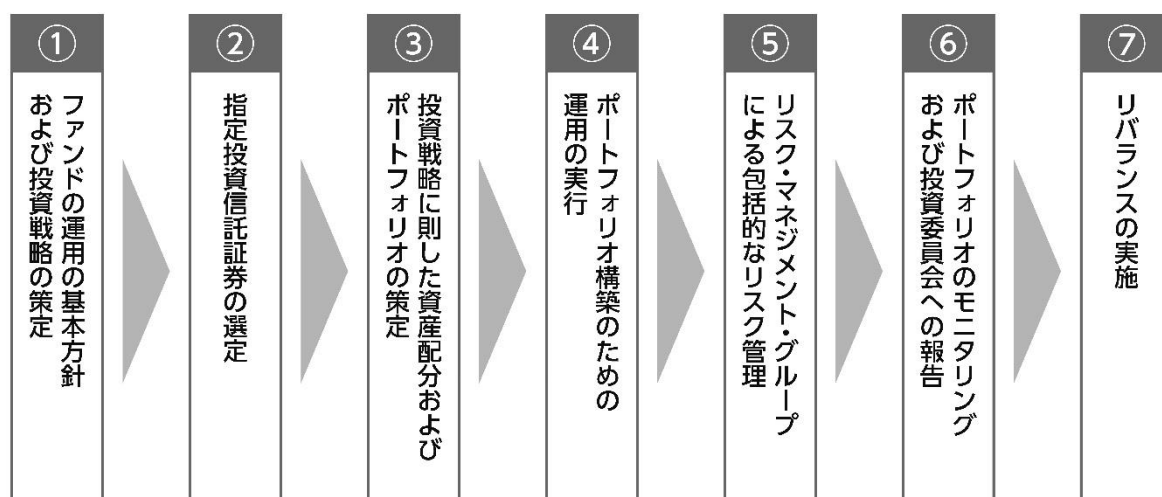 ①
ファンドの運用の基本方針
および投資戦略の策定
②
指定投資信託証券の選定
③
投資戦略に則した資産配分および
ポートフォリオの策定
④
ポートフォリオ構築のための
運用の実行
⑤
リスク・マネジメント・グループ
による包括的なリスク管理
⑥
ポートフォリオのモニタリング
および投資委員会への報告
⑦
リバランスの実施